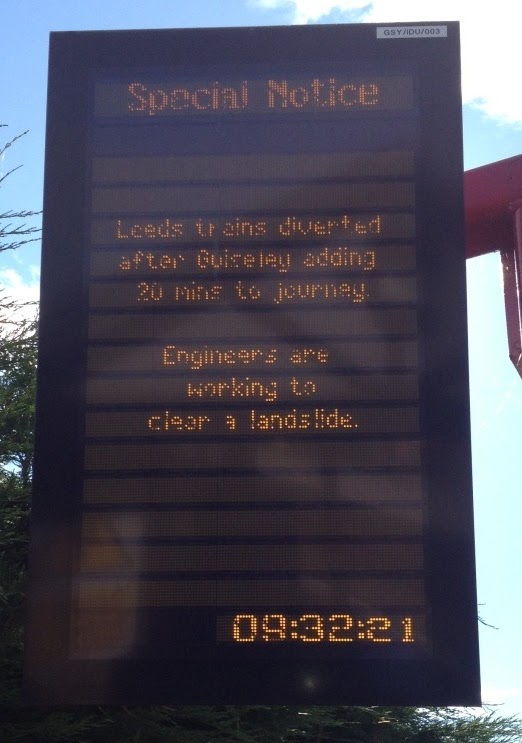 GSY/IDU/003
Special Notice
Leeds trains diverted
after Guiseley adding
20 mins to journey.
Engineers are
working to
clear a landslide.
09:32:21